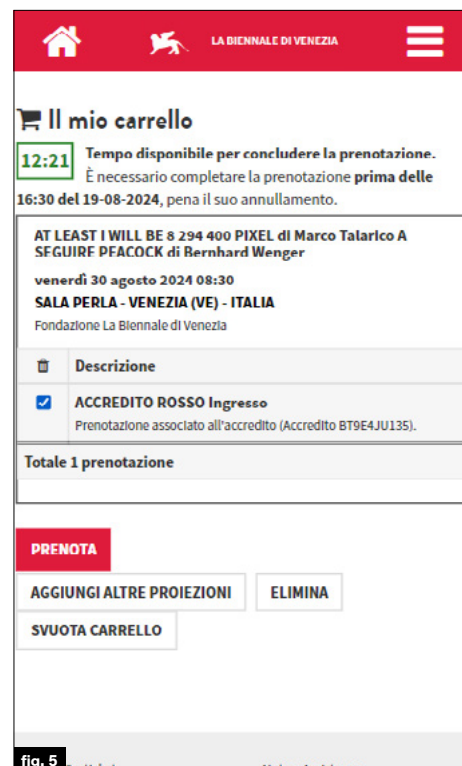 LA BIENNALE DI VENEZIA
Il mio carrello
12:21 Tempo disponibile per concludere la prenotazione.
È necessario completare la prenotazione prima delle
16:30 del 19-08-2024, pena il suo annullamento.
AT LEAST I WILL BE 8 294 400 PIXEL di Marco Talarico A
SEGUIRE PEACOCK di Bernhard Wenger
venerdì 30 agosto 2024 08:30
SALA PERLA - VENEZIA (VE) - ITALIA
Fondazione La Biennale di Venezia
Descrizione
ACCREDITO ROSSO Ingresso
Prenotazione associato all'accredito (Accredito BT9E4JU135).
Totale 1 prenotazione
PRENOTA
AGGIUNGI ALTRE PROIEZIONI ELIMINA
SVUOTA CARRELLO
fig. 5